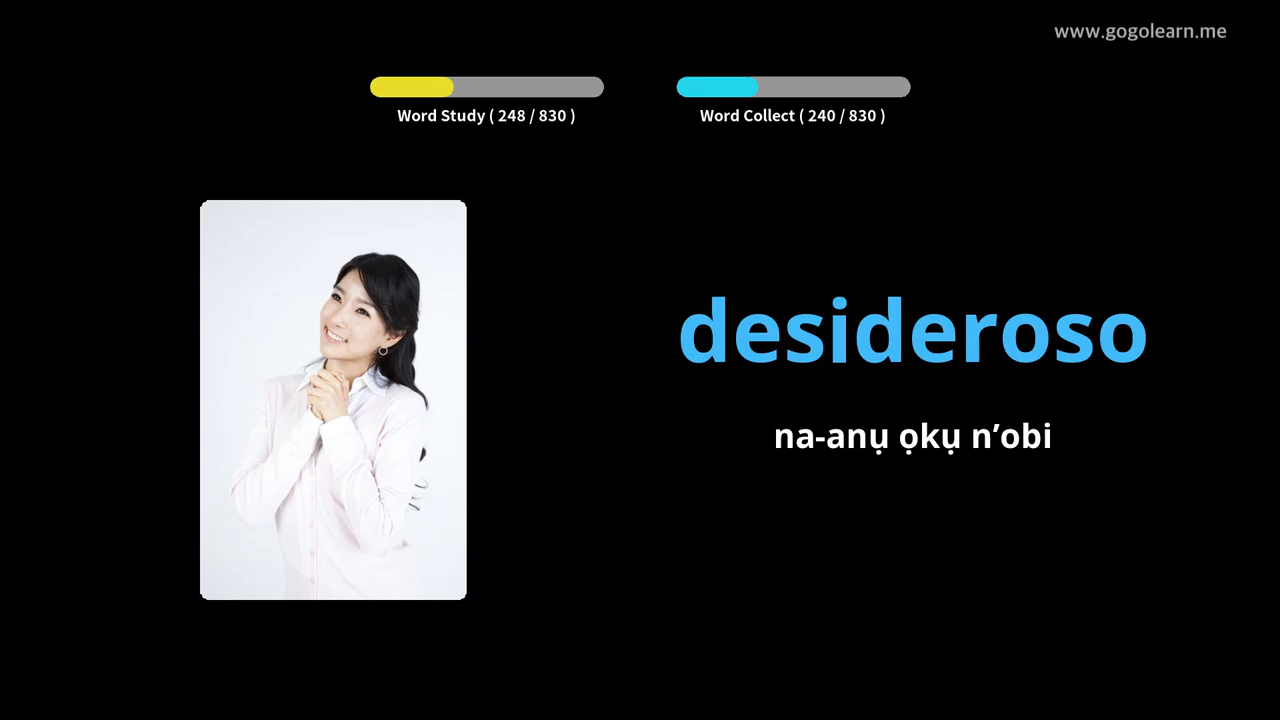 www.gogolearn.me
Word Study ( 248 / 830 )
Word Collect ( 240 / 830 )
desideroso
na-anụ ọkụ n’obi